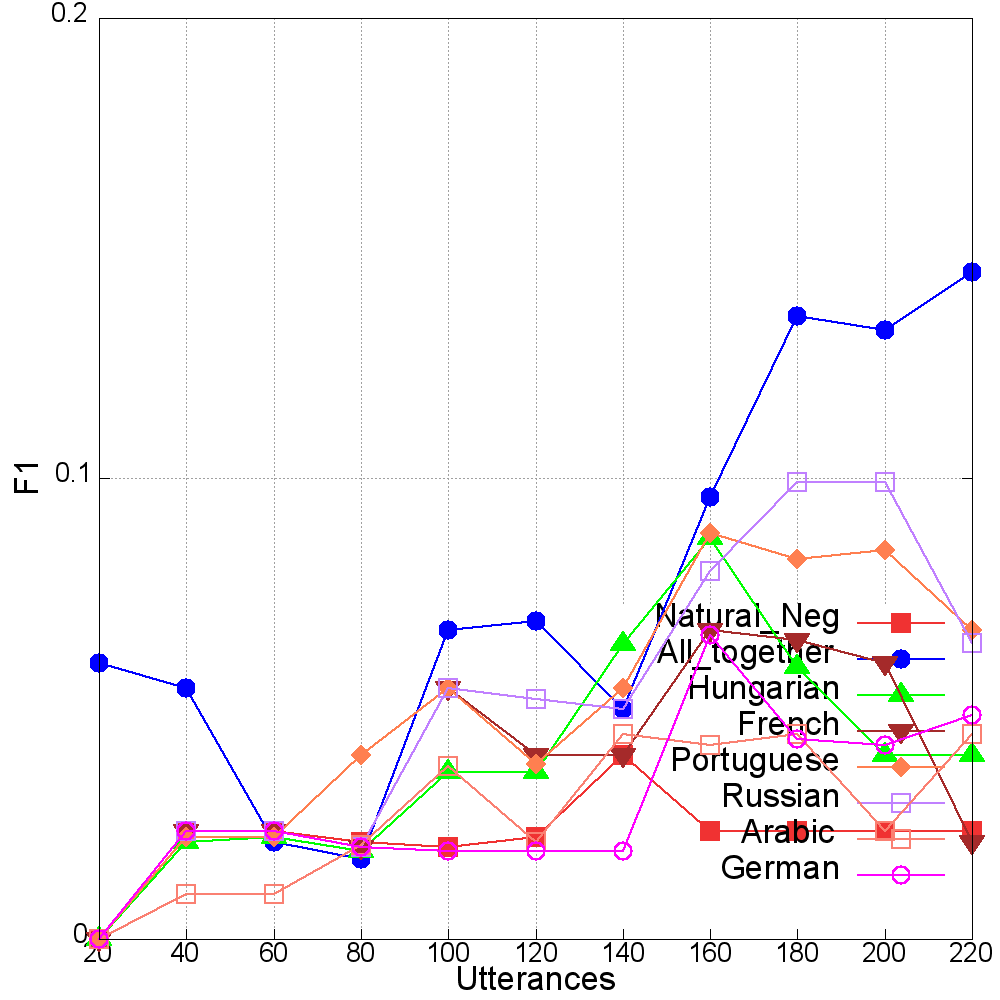 0.2
0.1
0
F1
20 40 60 80 100 120 140 160 180 200 220
Utterances
Natural_Neg
All_together
Hungarian
French
Portuguese
Russian
Arabic
German